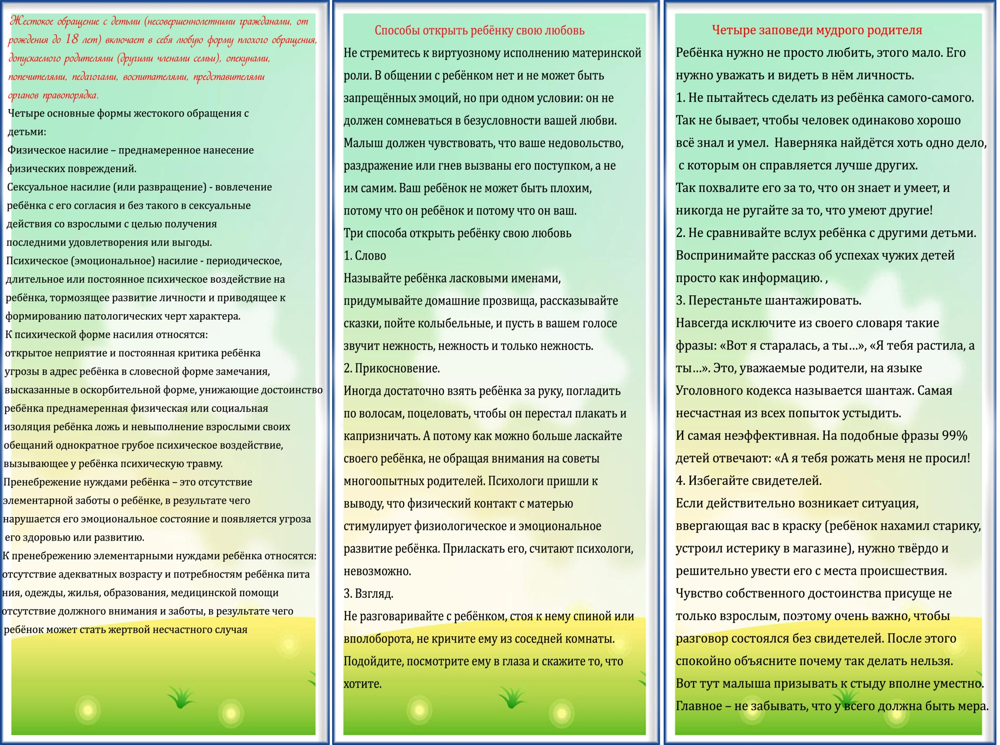 Жестокое обращение с детьми (несовершеннолетними гражданами, от
рождения до 18 лет) включает в себя любую форму плохого обращения,
допускаемого родителями (другими членами семьи), опекунами,
попечителями, педагогами, воспитателями, представителями
органов правопорядка.
Четыре основные формы жестокого обращения с
детьми:
Физическое насилие – преднамеренное нанесение
физических повреждений.
Сексуальное насилие (или развращение) - вовлечение
ребёнка с его согласия и без такого в сексуальные
действия со взрослыми с целью получения
последними удовлетворения или выгоды.
Психическое (эмоциональное) насилие - периодическое,
длительное или постоянное психическое воздействие на
ребёнка, тормозящее развитие личности и приводящее к
формированию патологических черт характера.
К психической форме насилия относятся:
открытое неприятие и постоянная критика ребёнка
угрозы в адрес ребёнка в словесной форме замечания,
высказанные в оскорбительной форме, унижающие достоинство
ребёнка преднамеренная физическая или социальная
изоляция ребёнка ложь и невыполнение взрослыми своих
обещаний однократное грубое психическое воздействие,
вызывающее у ребёнка психическую травму.
Пренебрежение нуждами ребёнка – это отсутствие
элементарной заботы о ребёнке, в результате чего
нарушается его эмоциональное состояние и появляется угроза
его здоровью или развитию.
К пренебрежению элементарными нуждами ребёнка относятся:
отсутствие адекватных возрасту и потребностям ребёнка пита
ния, одежды, жилья, образования, медицинской помощи
отсутствие должного внимания и заботы, в результате чего
ребёнок может стать жертвой несчастного случая
Способы открыть ребёнку свою любовь
Не стремитесь к виртуозному исполнению материнской
роли. В общении с ребёнком нет и не может быть
запрещённых эмоций, но при одном условии: он не
должен сомневаться в безусловности вашей любви.
Малыш должен чувствовать, что ваше недовольство,
раздражение или гнев вызваны его поступком, а не
им самим. Ваш ребёнок не может быть плохим,
потому что он ребёнок и потому что он ваш.
Три способа открыть ребёнку свою любовь
1. Слово
Называйте ребёнка ласковыми именами,
придумывайте домашние прозвища, рассказывайте
сказки, пойте колыбельные, и пусть в вашем голосе
звучит нежность, нежность и только нежность.
2. Прикосновение.
Иногда достаточно взять ребёнка за руку, погладить
по волосам, поцеловать, чтобы он перестал плакать и
капризничать. А потому как можно больше ласкайте
своего ребёнка, не обращая внимания на советы
многоопытных родителей. Психологи пришли к
выводу, что физический контакт с матерью
стимулирует физиологическое и эмоциональное
развитие ребёнка. Приласкать его, считают психологи,
невозможно.
3. Взгляд.
Не разговаривайте с ребёнком, стоя к нему спиной или
вполоборота, не кричите ему из соседней комнаты.
Подойдите, посмотрите ему в глаза и скажите то, что
хотите.
Четыре заповеди мудрого родителя
Ребёнка нужно не просто любить, этого мало. Его
нужно уважать и видеть в нём личность.
1. Не пытайтесь сделать из ребёнка самого-самого.
Так не бывает, чтобы человек одинаково хорошо
всё знал и умел. Наверняка найдётся хоть одно дело,
с которым он справляется лучше других.
Так похвалите его за то, что он знает и умеет, и
никогда не ругайте за то, что умеют другие!
2. Не сравнивайте вслух ребёнка с другими детьми.
Воспринимайте рассказ об успехах чужих детей
просто как информацию. ,
3. Перестаньте шантажировать.
Навсегда исключите из своего словаря такие
фразы: «Вот я старалась, а ты...», «Я тебя растила, а
ты...». Это, уважаемые родители, на языке
Уголовного кодекса называется шантаж. Самая
несчастная из всех попыток устыдить.
И самая неэффективная. На подобные фразы 99%
детей отвечают: «А я тебя рожать меня не просил!
4. Избегайте свидетелей.
Если действительно возникает ситуация,
ввергающая вас в краску (ребёнок нахамил старику,
устроил истерику в магазине), нужно твёрдо и
решительно увести его с места происшествия.
Чувство собственного достоинства присуще не
только взрослым, поэтому очень важно, чтобы
разговор состоялся без свидетелей. После этого
спокойно объясните почему так делать нельзя.
Вот тут малыша призывать к стыду вполне уместно.
Главное – не забывать, что у всего должна быть мера.